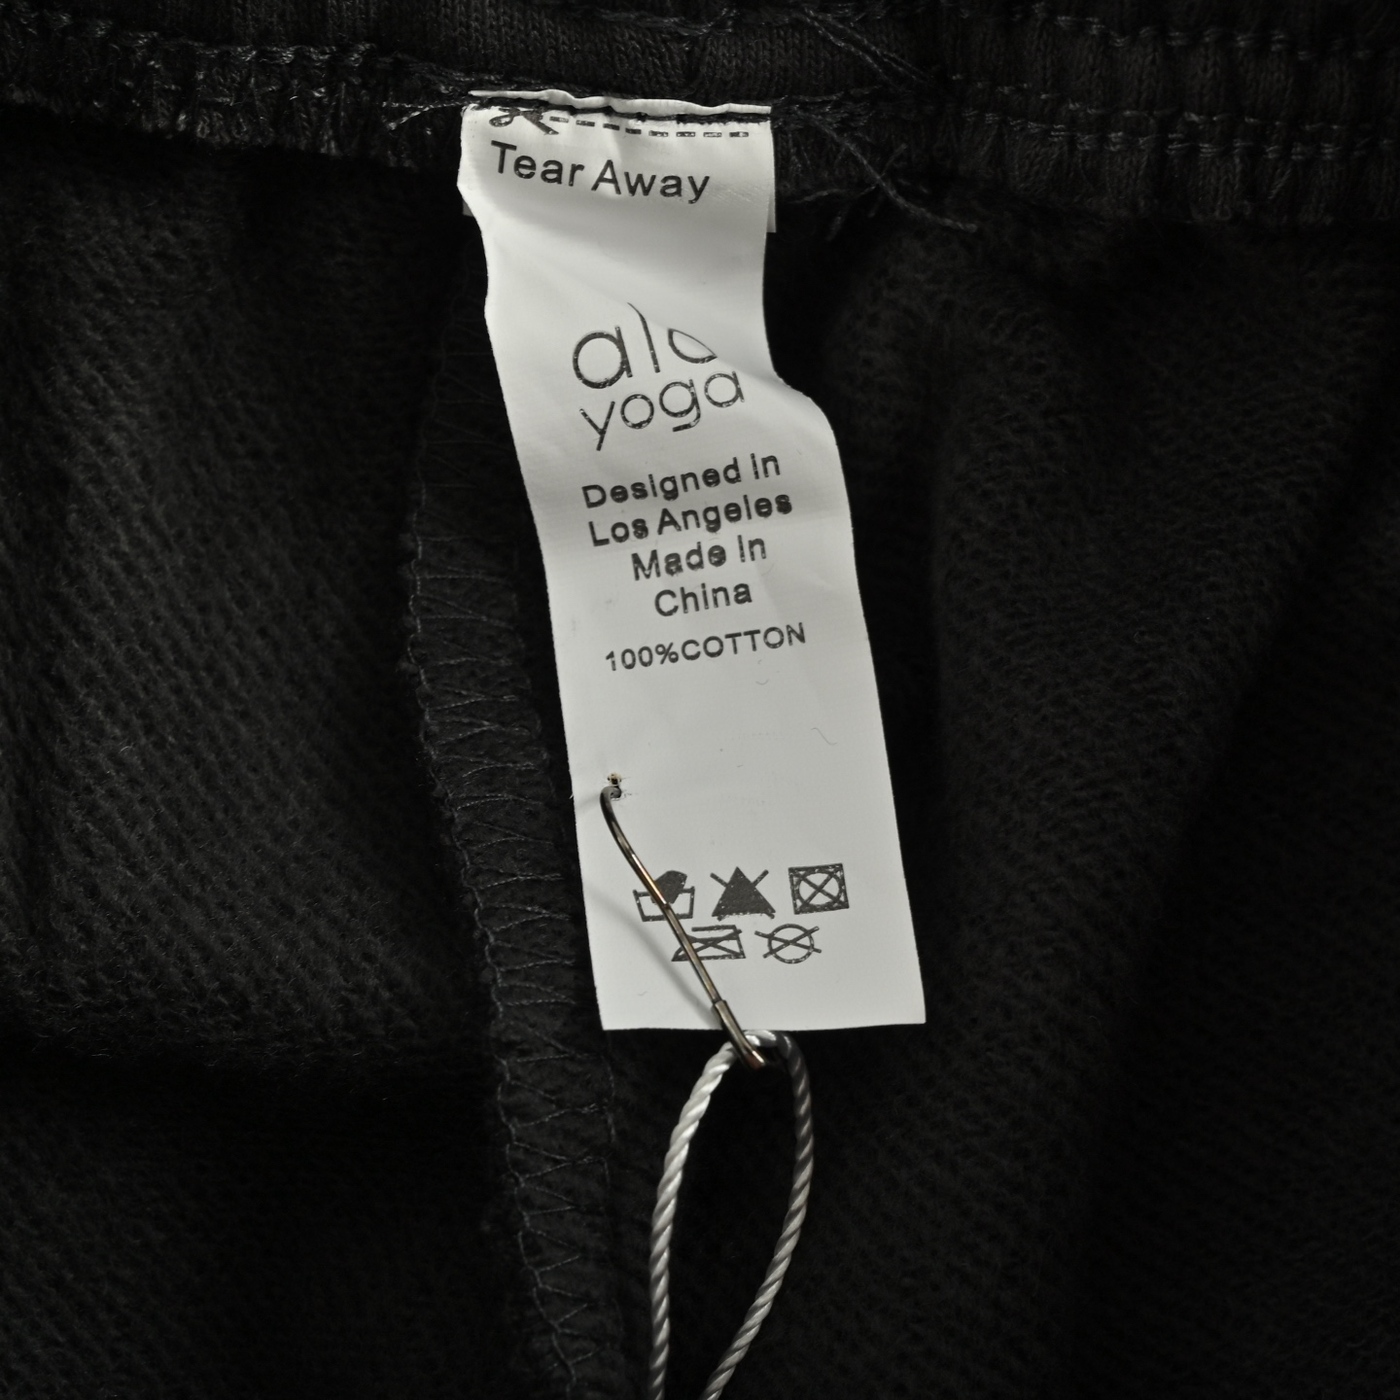 Tear Away
alo
yoga
Designed in
Los Angeles
Made in
China
100%COTTON